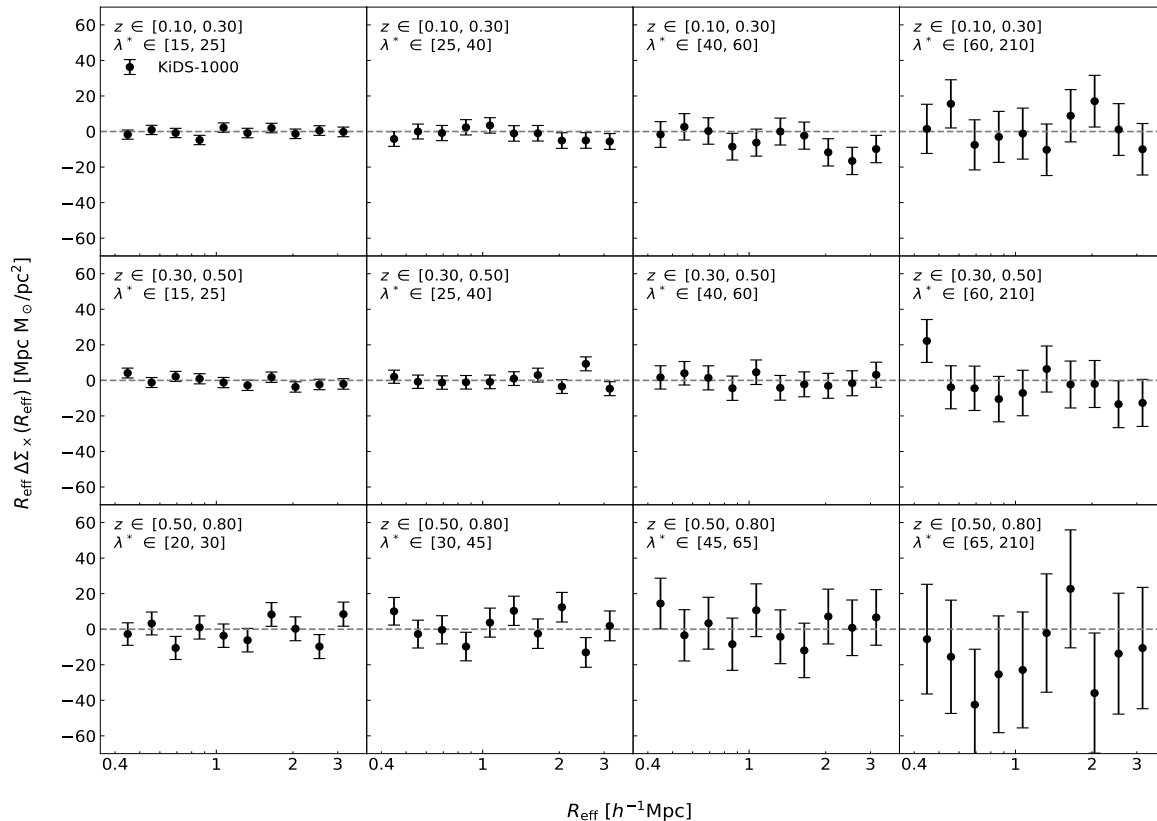 z ∈ [0.10, 0.30]
λ* ∈ [15, 25]
KiDS-1000
z ∈ [0.10, 0.30]
λ* ∈ [25, 40]
z ∈ [0.10, 0.30]
λ* ∈ [40, 60]
z ∈ [0.10, 0.30]
λ* ∈ [60, 210]
60
40
20
0
−20
−40
−60
z ∈ [0.30, 0.50]
λ* ∈ [15, 25]
z ∈ [0.30, 0.50]
λ* ∈ [25, 40]
z ∈ [0.30, 0.50]
λ* ∈ [40, 60]
z ∈ [0.30, 0.50]
λ* ∈ [60, 210]
60
40
20
0
−20
−40
−60
R_eff ΔΣ_× (R_eff) [Mpc M_⊙/pc²]
z ∈ [0.50, 0.80]
λ* ∈ [20, 30]
z ∈ [0.50, 0.80]
λ* ∈ [30, 45]
z ∈ [0.50, 0.80]
λ* ∈ [45, 65]
z ∈ [0.50, 0.80]
λ* ∈ [65, 210]
60
40
20
0
−20
−40
−60
0.4 1 2 3 0.4 1 2 3 0.4 1 2 3 0.4 1 2 3
R_eff [h⁻¹Mpc]